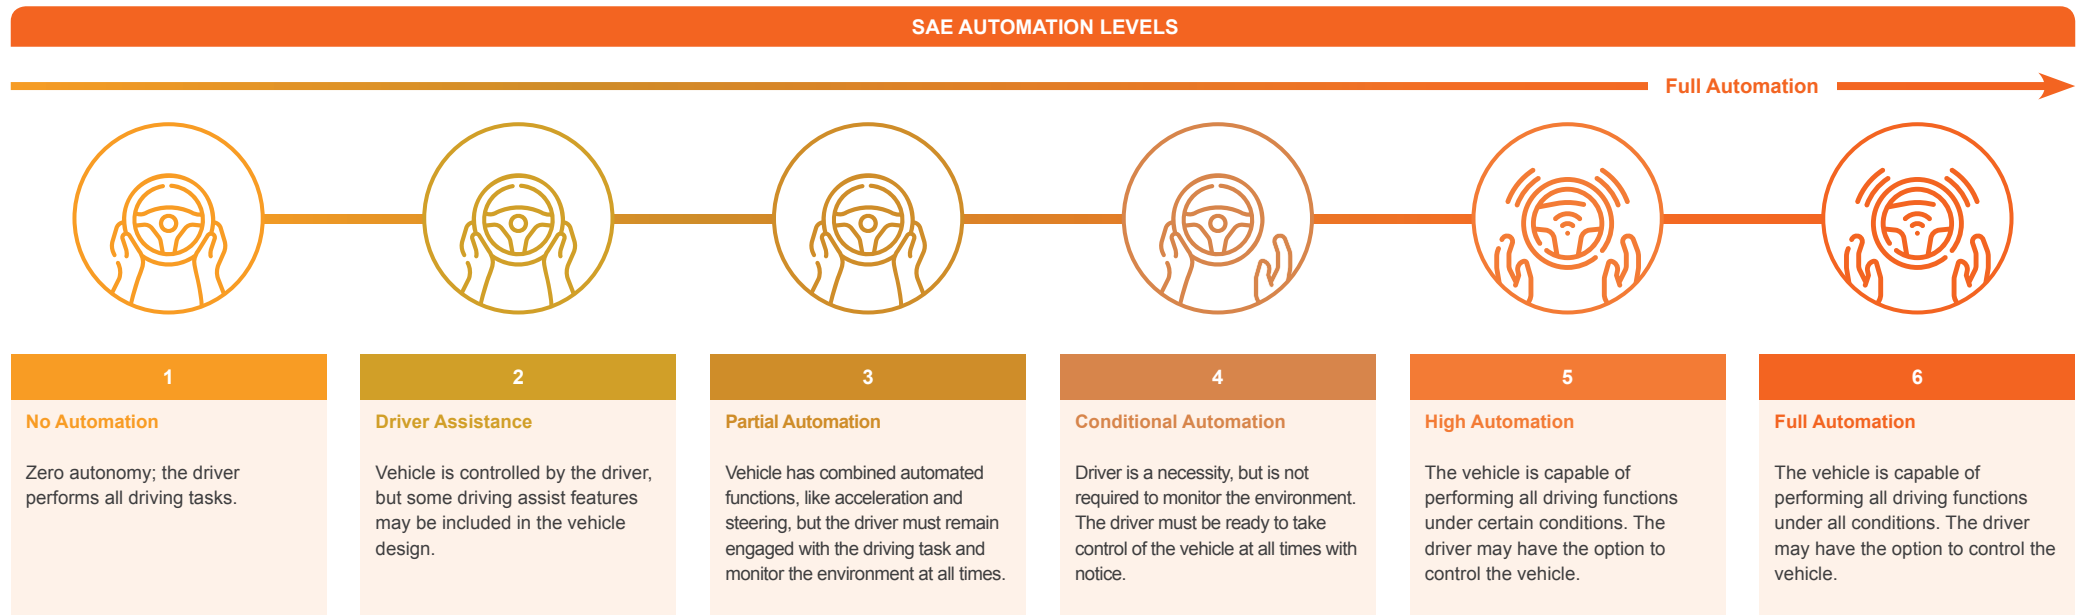 SAE AUTOMATION LEVELS
Full Automation
1
No Automation
Zero autonomy; the driver
performs all driving tasks.
2
Driver Assistance
Vehicle is controlled by the driver,
but some driving assist features
may be included in the vehicle
design.
3
Partial Automation
Vehicle has combined automated
functions, like acceleration and
steering, but the driver must remain
engaged with the driving task and
monitor the environment at all times.
4
Conditional Automation
Driver is a necessity, but is not
required to monitor the environment.
The driver must be ready to take
control of the vehicle at all times with
notice.
5
High Automation
The vehicle is capable of
performing all driving functions
under certain conditions. The
driver may have the option to
control the vehicle.
6
Full Automation
The vehicle is capable of
performing all driving functions
under all conditions. The driver
may have the option to control the
vehicle.